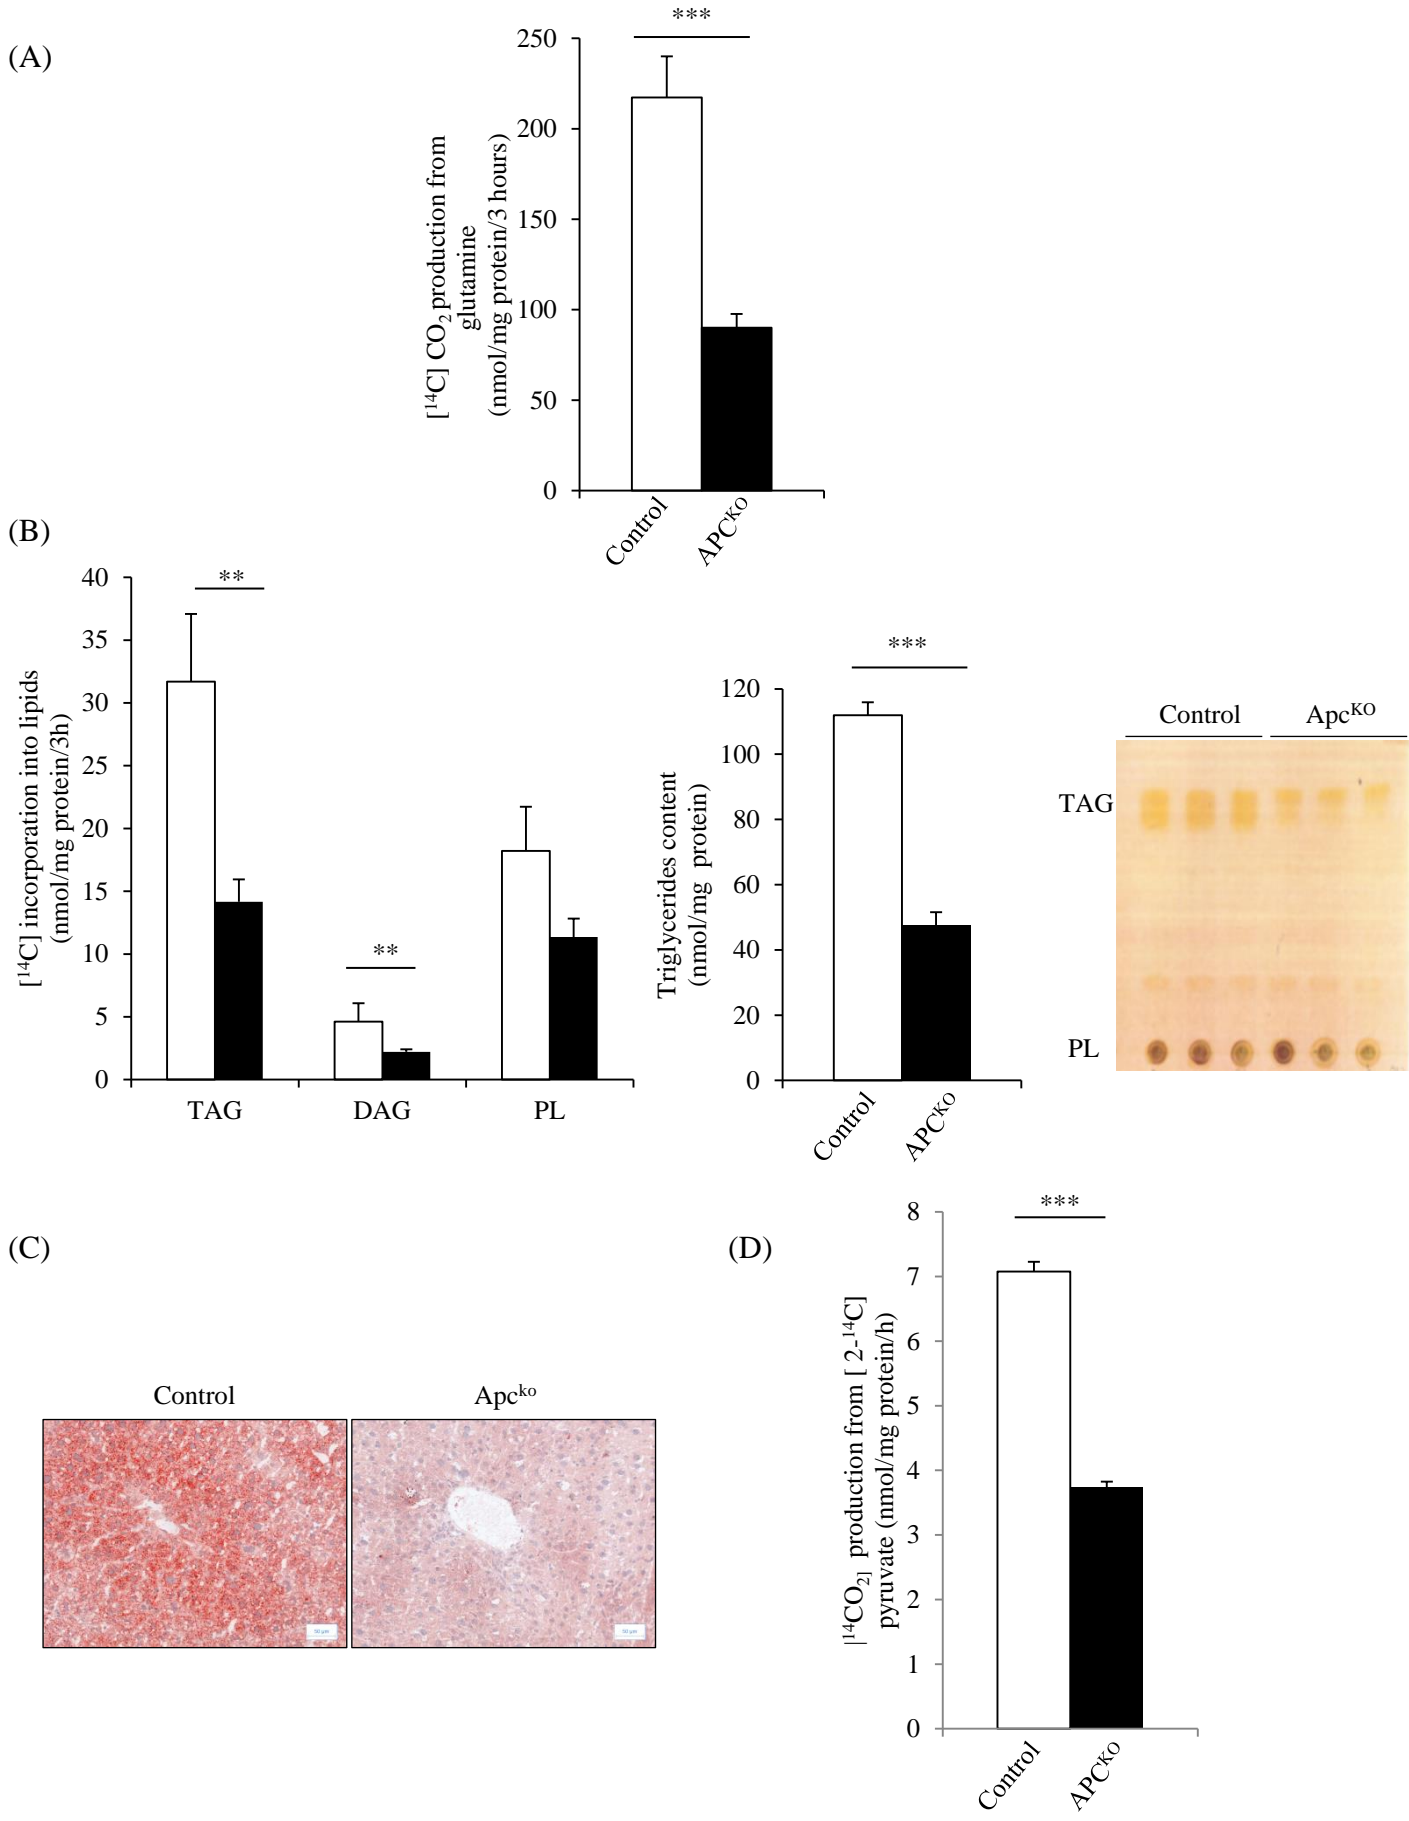 (A)
***
250
200
150
100
50
0
[¹⁴C] CO₂ production from
glutamine
(nmol/mg protein/3 hours)
Control
APCᴷᴼ
(B)
40
35
30
25
20
15
10
5
0
[¹⁴C] incorporation into lipids
(nmol/mg protein/3h)
**
**
TAG
DAG
PL
***
120
100
80
60
40
20
0
Triglycerides content
(nmol/mg protein)
Control
APCᴷᴼ
Control
Apcᴷᴼ
TAG
PL
(C)
Control
Apcᵏᵒ
50 µm
50 µm
(D)
***
8
7
6
5
4
3
2
1
0
|¹⁴CO₂] production from [ 2-¹⁴C]
pyruvate (nmol/mg protein/h)
Control
APCᴷᴼ